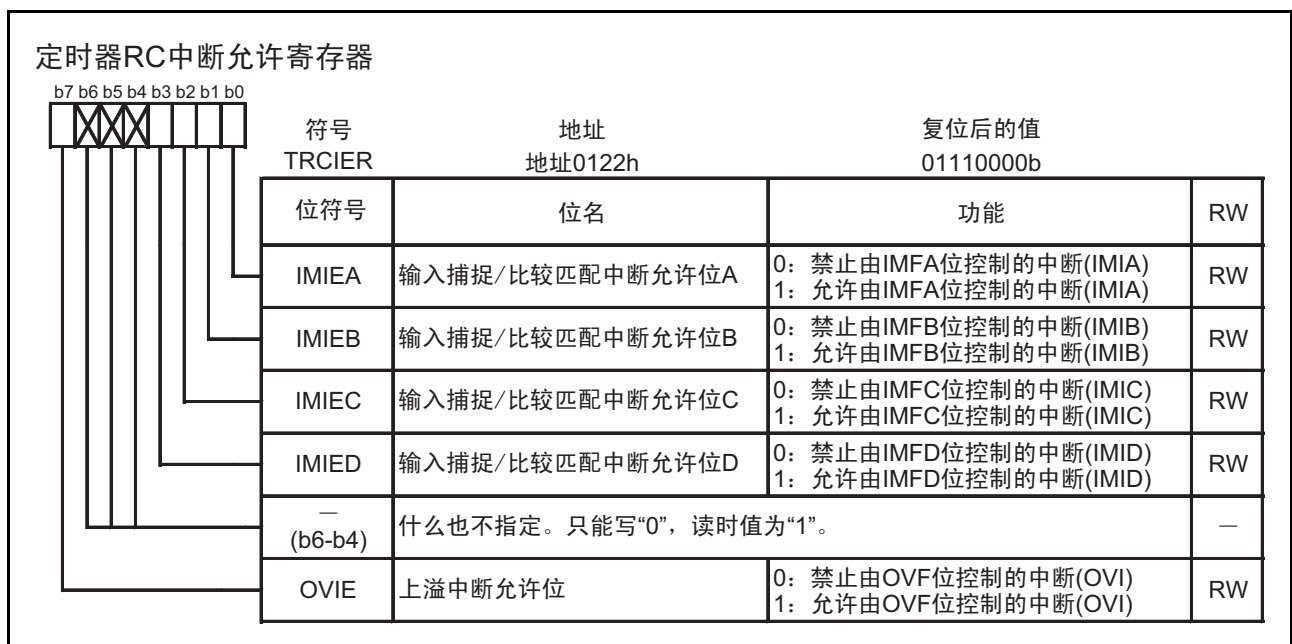 定时器RC中断允许寄存器
b7 b6 b5 b4 b3 b2 b1 b0
符号 地址 复位后的值
TRCIER 地址0122h 01110000b
位符号 位名 功能 RW
IMIEA 输入捕捉/比较匹配中断允许位A 0：禁止由IMFA位控制的中断(IMIA) RW
1：允许由IMFA位控制的中断(IMIA)
IMIEB 输入捕捉/比较匹配中断允许位B 0：禁止由IMFB位控制的中断(IMIB) RW
1：允许由IMFB位控制的中断(IMIB)
IMIEC 输入捕捉/比较匹配中断允许位C 0：禁止由IMFC位控制的中断(IMIC) RW
1：允许由IMFC位控制的中断(IMIC)
IMIED 输入捕捉/比较匹配中断允许位D 0：禁止由IMFD位控制的中断(IMID) RW
1：允许由IMFD位控制的中断(IMID)
—
(b6-b4) 什么也不指定。只能写“0”，读时值为“1”。 —
OVIE 上溢中断允许位 0：禁止由OVF位控制的中断(OVI) RW
1：允许由OVF位控制的中断(OVI)